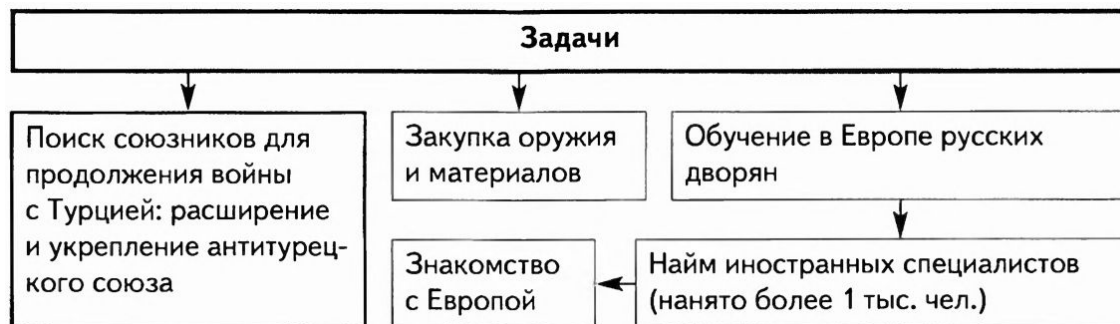 Задачи
Поиск союзников для
продолжения войны
с Турцией: расширение
и укрепление антитурец-
кого союза
Закупка оружия
и материалов
Обучение в Европе русских
дворян
Знакомство
с Европой
Найм иностранных специалистов
(нанято более 1 тыс. чел.)